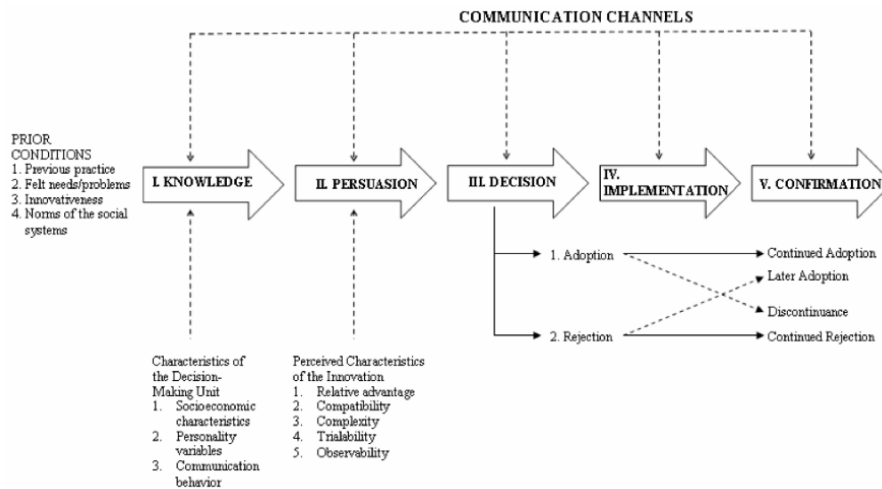 COMMUNICATION CHANNELS
PRIOR
CONDITIONS
1. Previous practice
2. Felt needs/problems
3. Innovativeness
4. Norms of the social
systems
I. KNOWLEDGE
II. PERSUASION
III. DECISION
IV.
IMPLEMENTATION
V. CONFIRMATION
1. Adoption
2. Rejection
Continued Adoption
Later Adoption
Discontinuance
Continued Rejection
Characteristics of
the Decision-
Making Unit
1. Socioeconomic
characteristics
2. Personality
variables
3. Communication
behavior
Perceived Characteristics
of the Innovation
1. Relative advantage
2. Compatibility
3. Complexity
4. Trialability
5. Observability